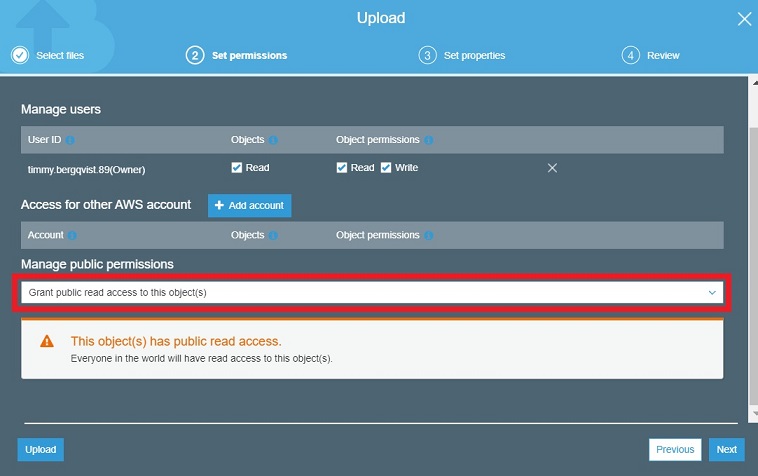 Upload
Select files
2 Set permissions
3 Set properties
4 Review
Manage users
User ID Objects Object permissions
timmy.bergqvist.89(Owner) Read Read Write
Access for other AWS account + Add account
Account Objects Object permissions
Manage public permissions
Grant public read access to this object(s)
This object(s) has public read access.
Everyone in the world will have read access to this object(s).
Upload Previous Next